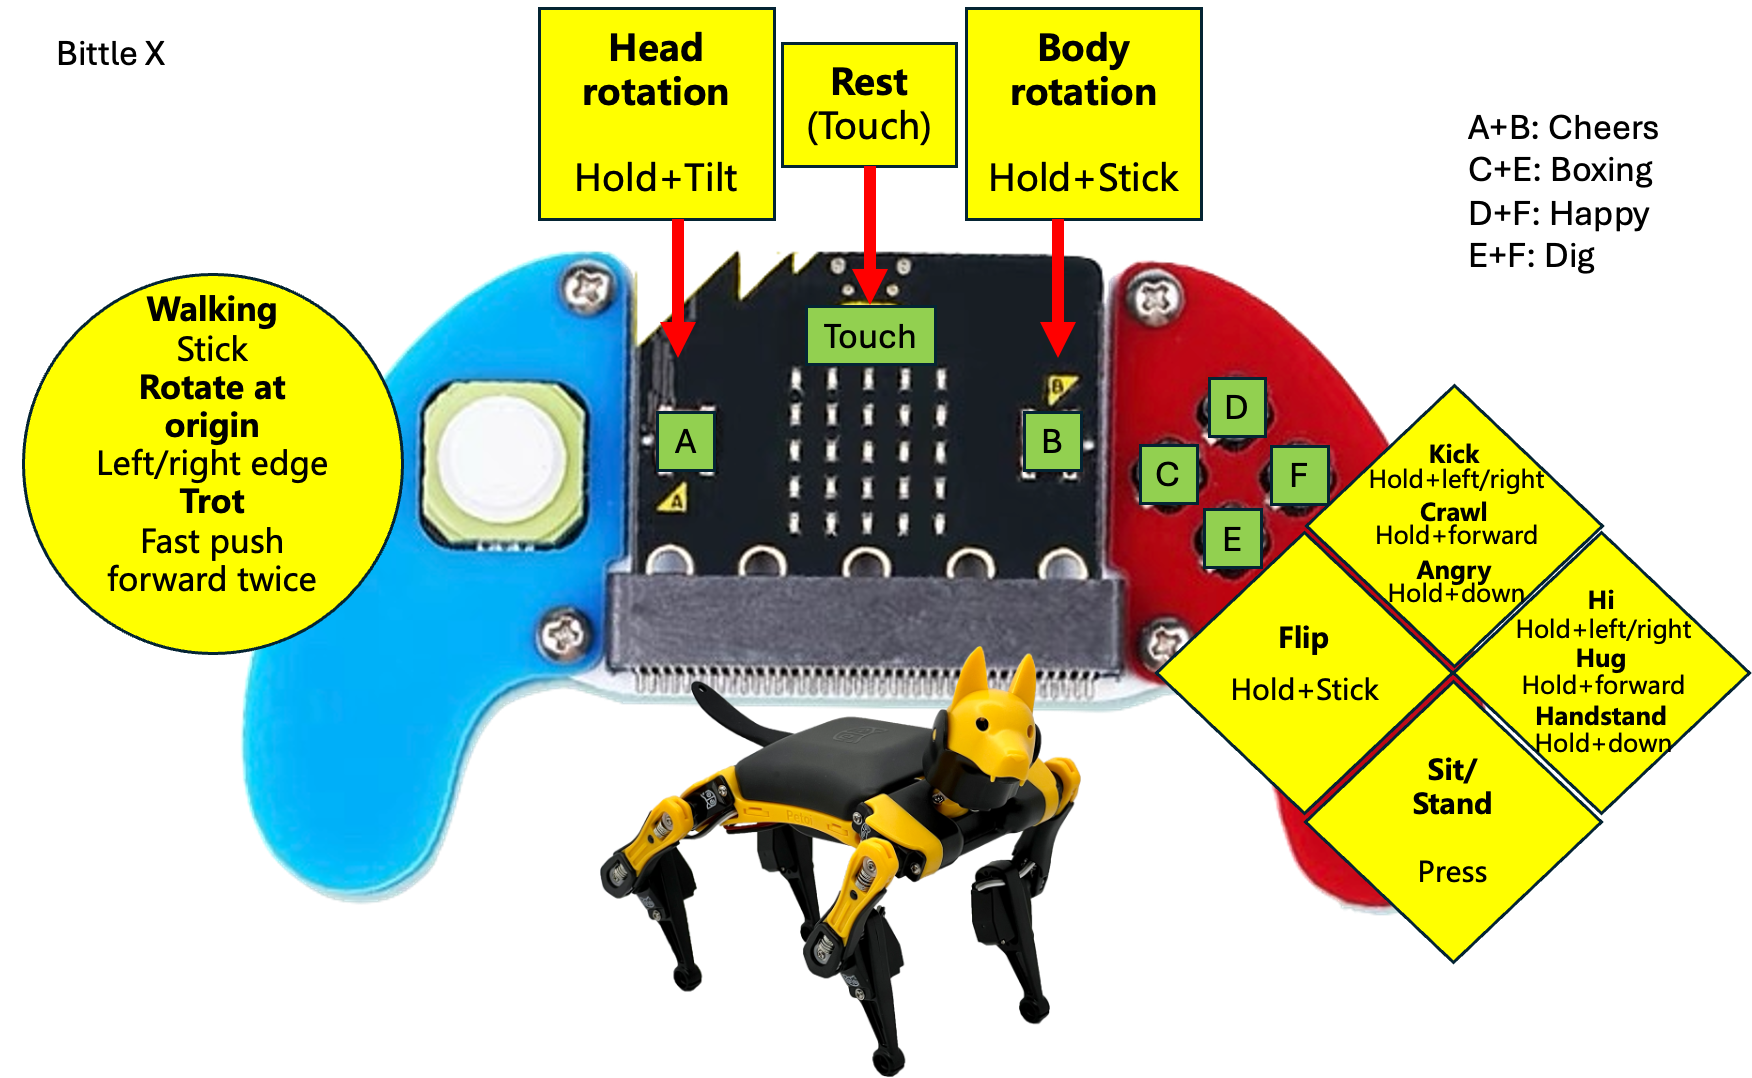 Bittle X
Head
rotation
Hold+Tilt
Rest
(Touch)
Body
rotation
Hold+Stick
A+B: Cheers
C+E: Boxing
D+F: Happy
E+F: Dig
Walking
Stick
Rotate at
origin
Left/right edge
Trot
Fast push
forward twice
Touch
A
B
A
B
D
C
F
E
Kick
Hold+left/right
Crawl
Hold+forward
Angry
Hold+down
Flip
Hold+Stick
Hi
Hold+left/right
Hug
Hold+forward
Handstand
Hold+down
Sit/
Stand
Press
Petoi